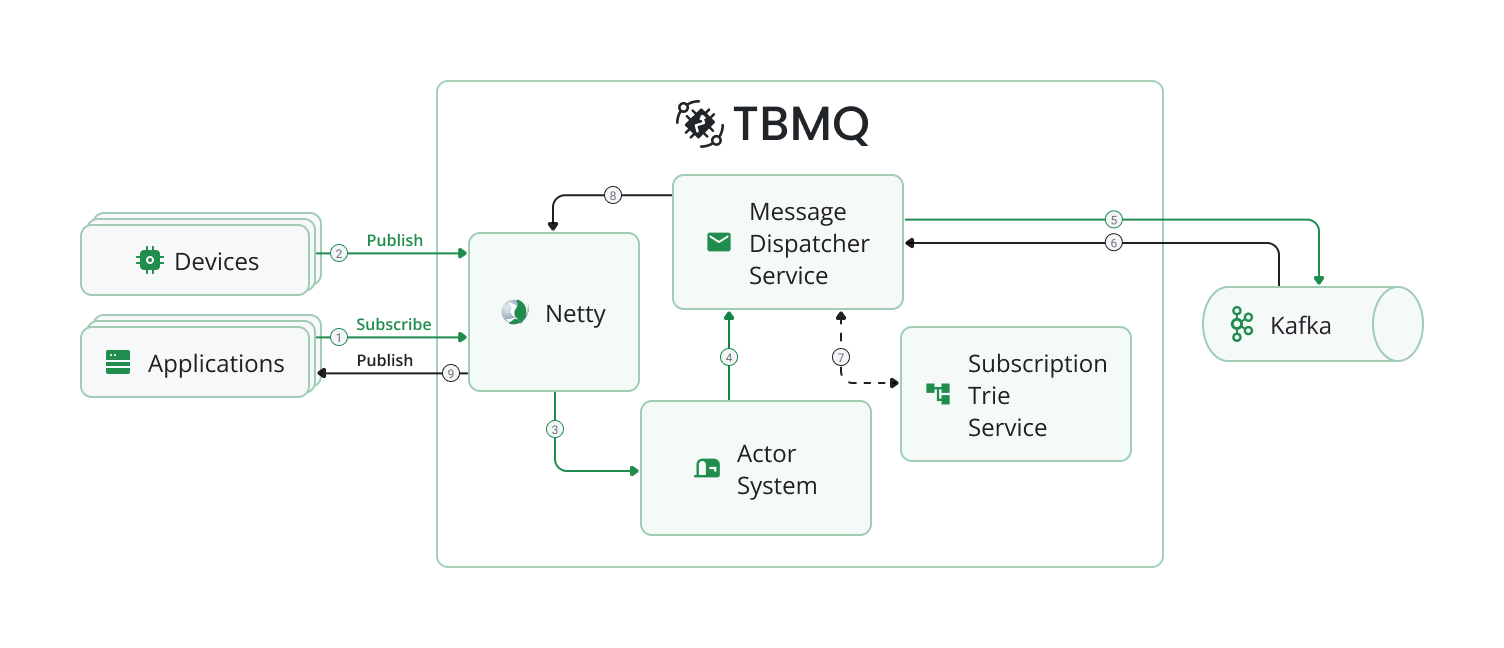 TBMQ
8
Message
Dispatcher
Service
5
6
Devices
2
Publish
Netty
1
Subscribe
Applications
Publish
9
4
7
Kafka
Subscription
Trie
Service
3
Actor
System